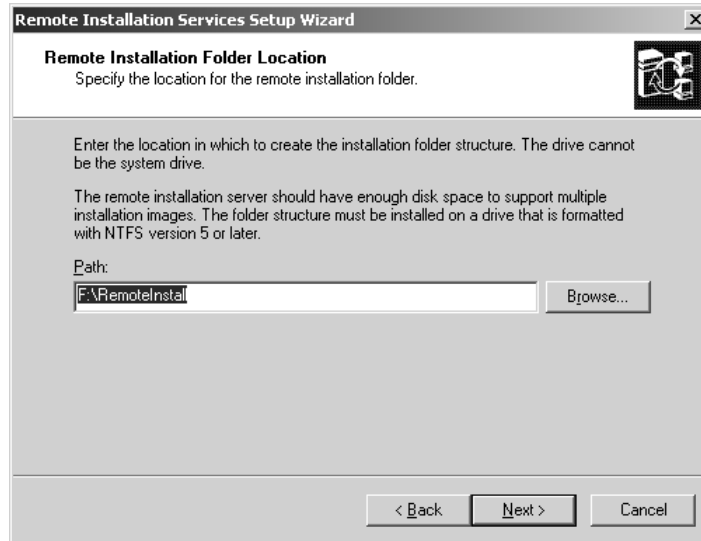 Remote Installation Services Setup Wizard
Remote Installation Folder Location
Specify the location for the remote installation folder.
Enter the location in which to create the installation folder structure. The drive cannot
be the system drive.
The remote installation server should have enough disk space to support multiple
installation images. The folder structure must be installed on a drive that is formatted
with NTFS version 5 or later.
Path:
F:\RemoteInstall
Browse...
< Back
Next >
Cancel